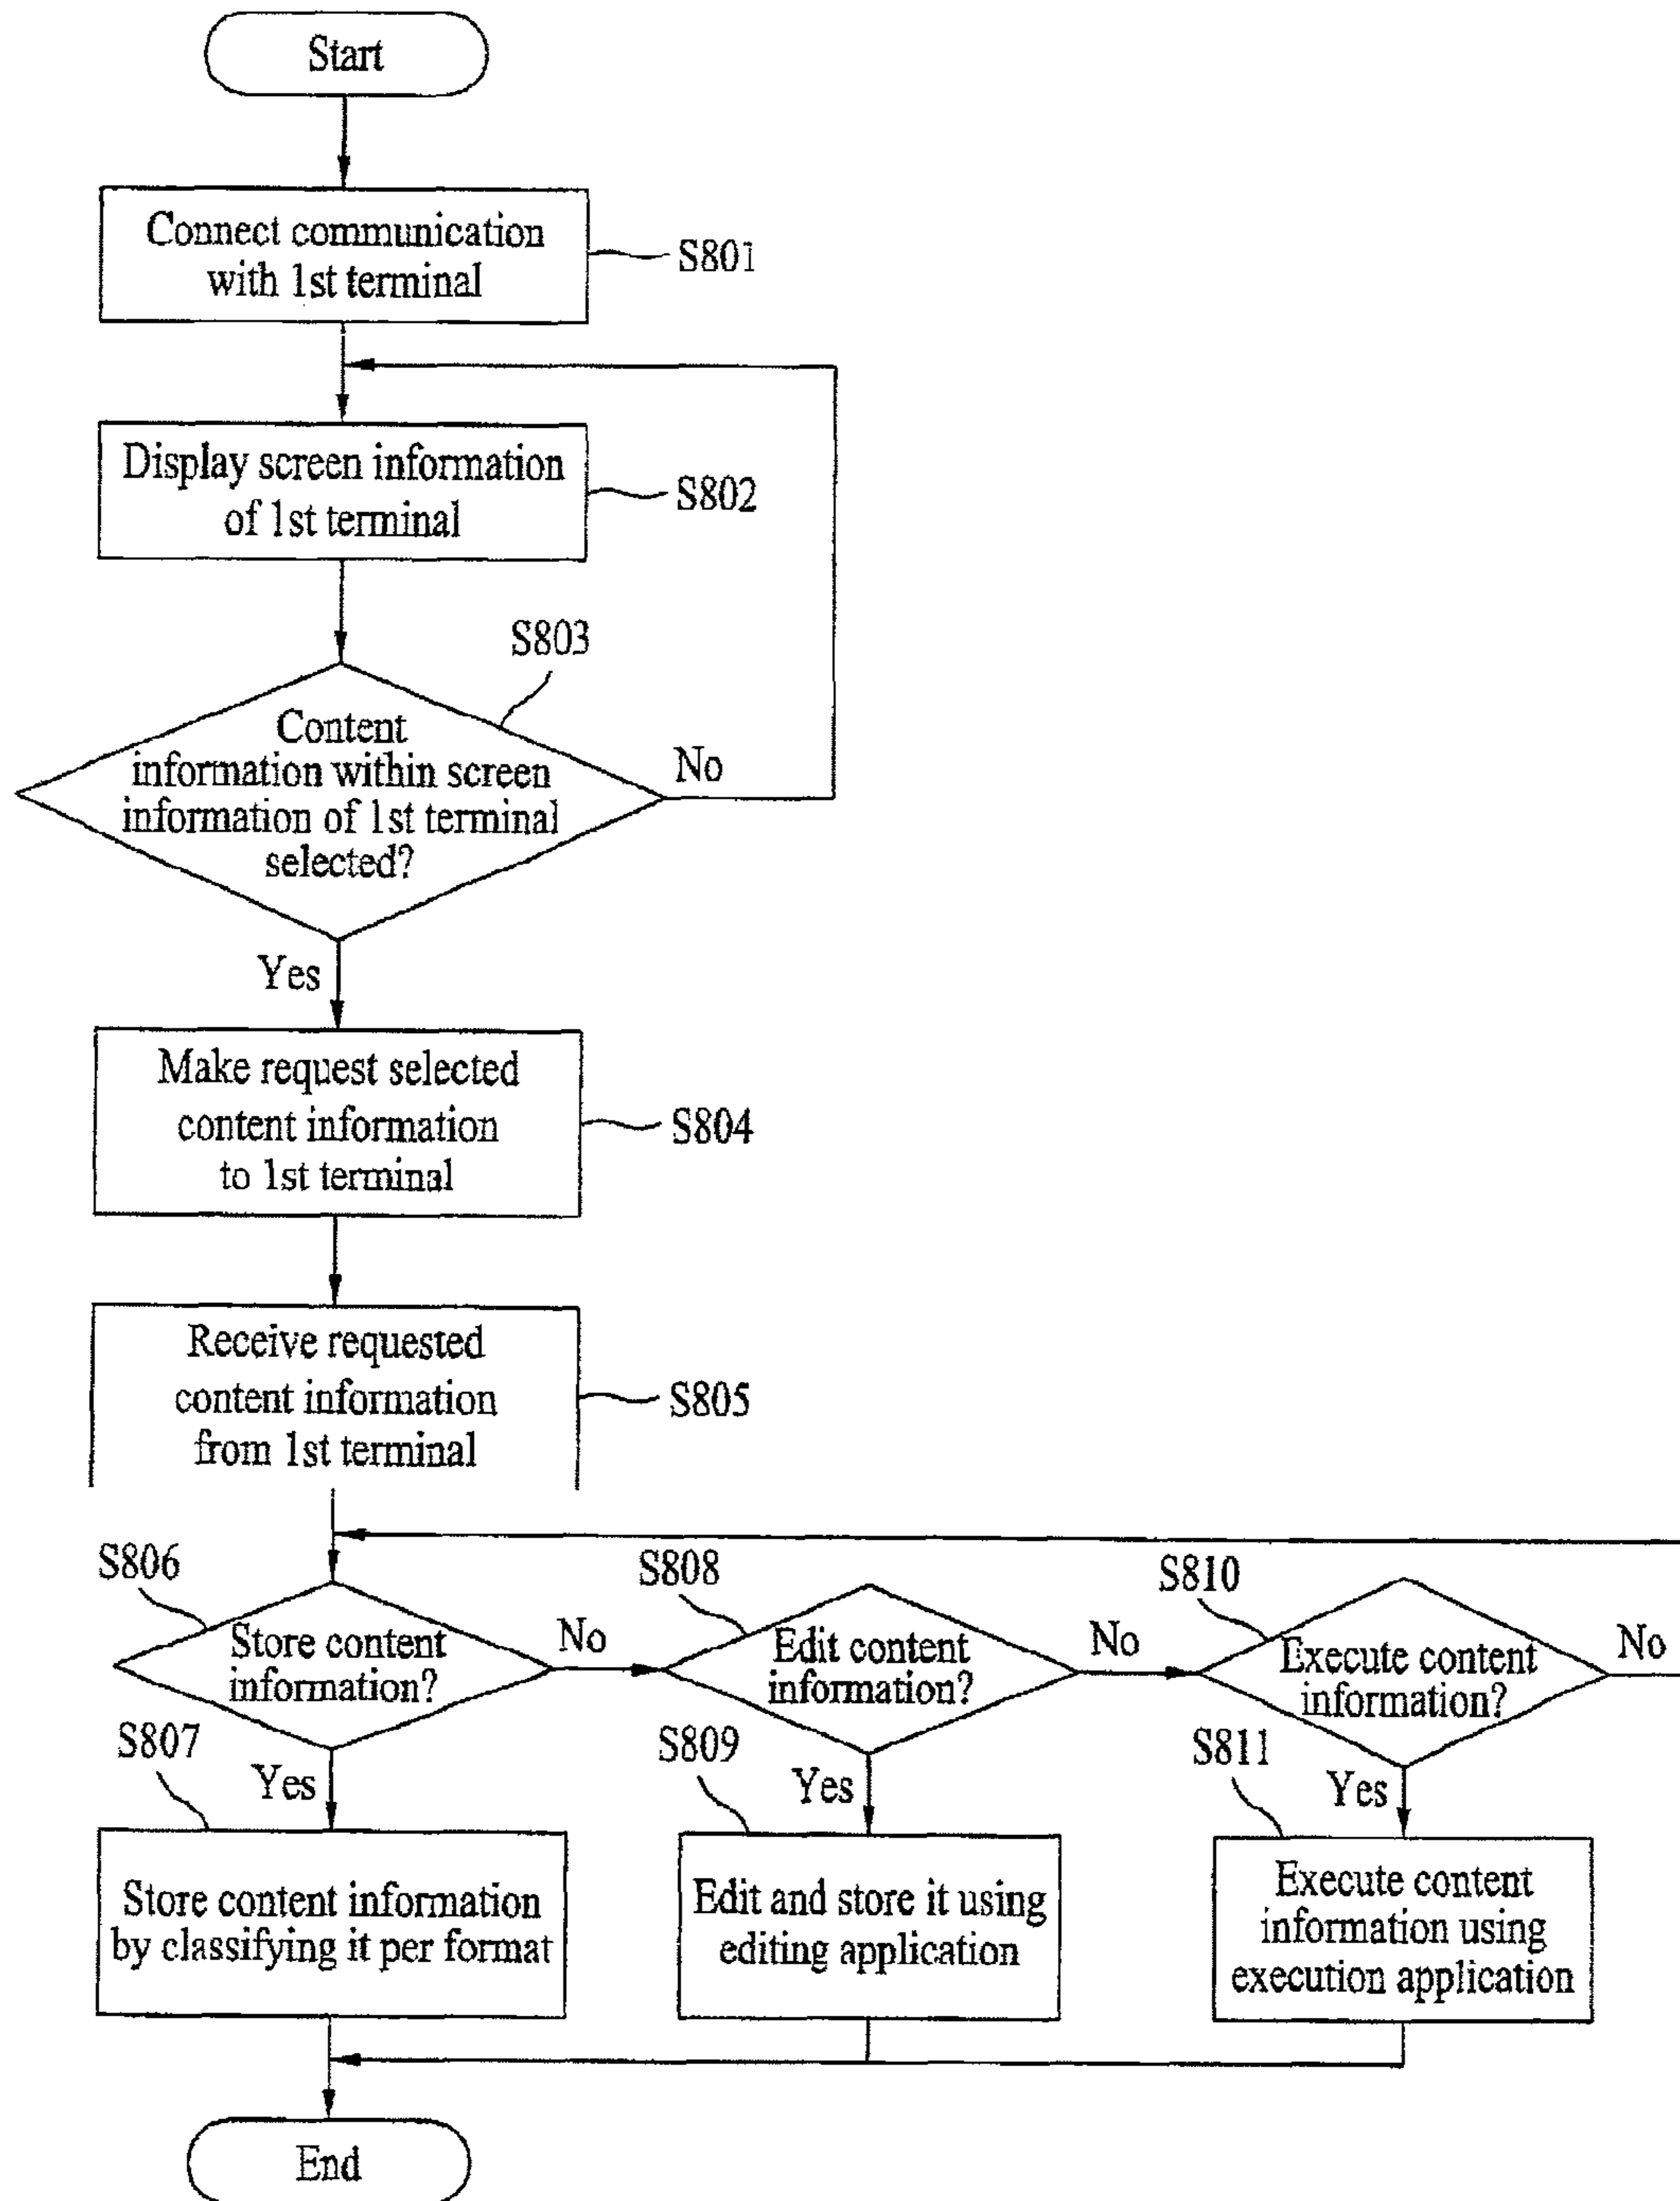 Start
Connect communication
with 1st terminal
S801
Display screen information
of 1st terminal
S802
S803
Content
information within screen
information of 1st terminal
selected?
No
Yes
Make request selected
content information
to 1st terminal
S804
Receive requested
content information
from 1st terminal
S805
S806
Store content
information?
No
S808
Edit content
information?
No
S810
Execute content
information?
No
S807
Yes
Store content information
by classifying it per format
S809
Yes
Edit and store it using
editing application
S811
Yes
Execute content
information using
execution application
End